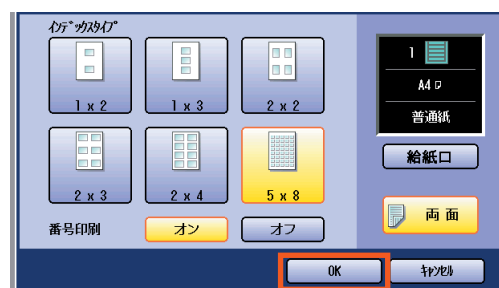 ｲﾝﾃﾞｯｸｽﾀｲﾌﾟ
1 x 2
1 x 3
2 x 2
2 x 3
2 x 4
5 x 8
番号印刷
オン
オフ
1
A4
普通紙
給紙口
両面
OK
ｷｬﾝｾﾙ